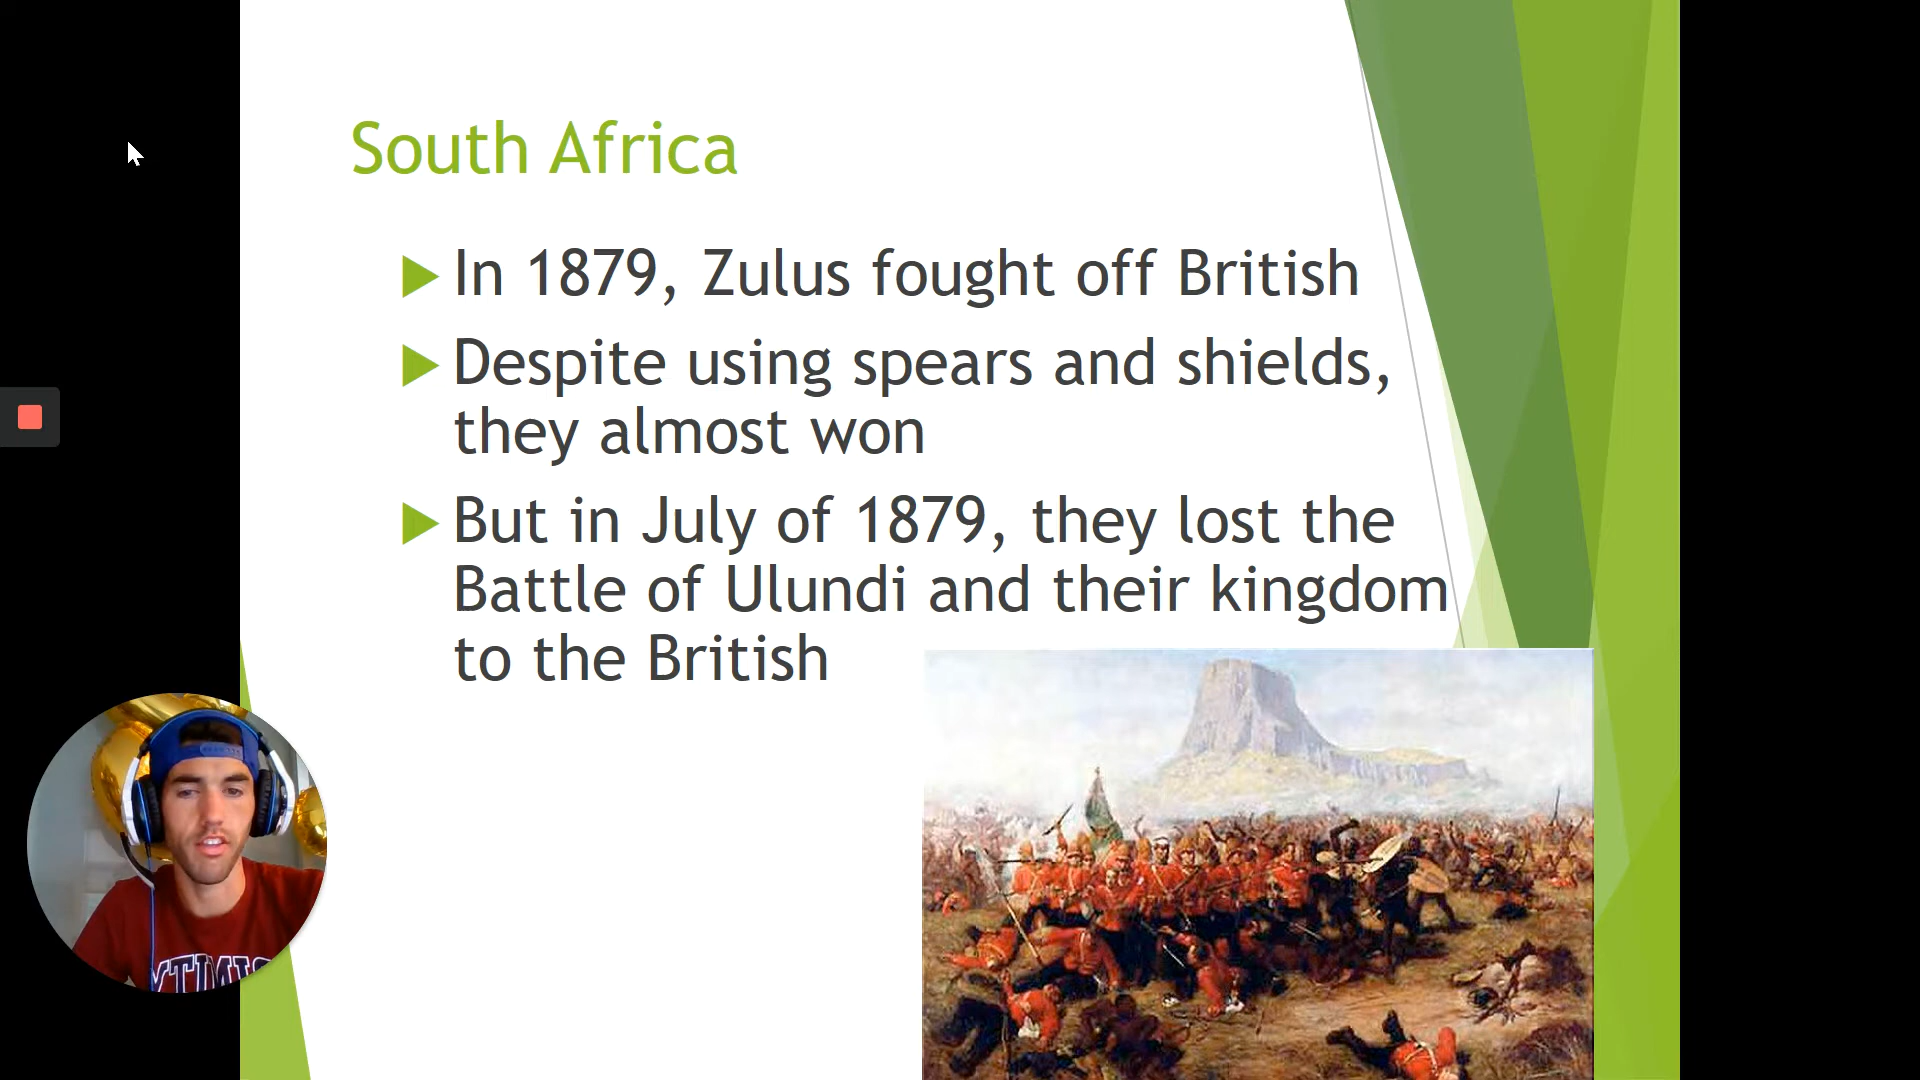 South Africa
In 1879, Zulus fought off British
Despite using spears and shields,
they almost won
But in July of 1879, they lost the
Battle of Ulundi and their kingdom
to the British